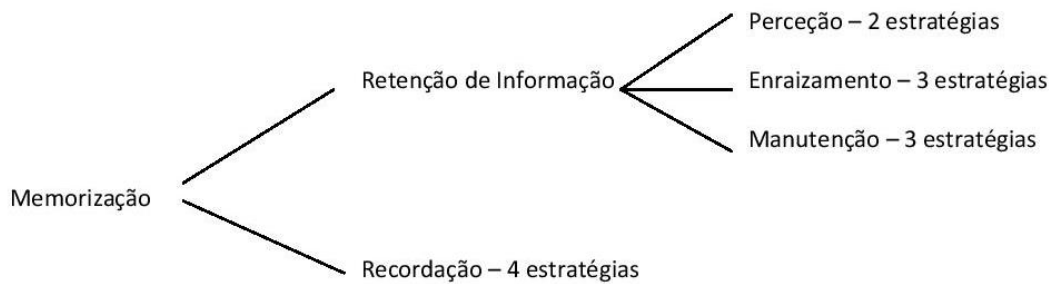 Perceção – 2 estratégias
Retenção de Informação
Enraizamento – 3 estratégias
Manutenção – 3 estratégias
Memorização
Recordação – 4 estratégias